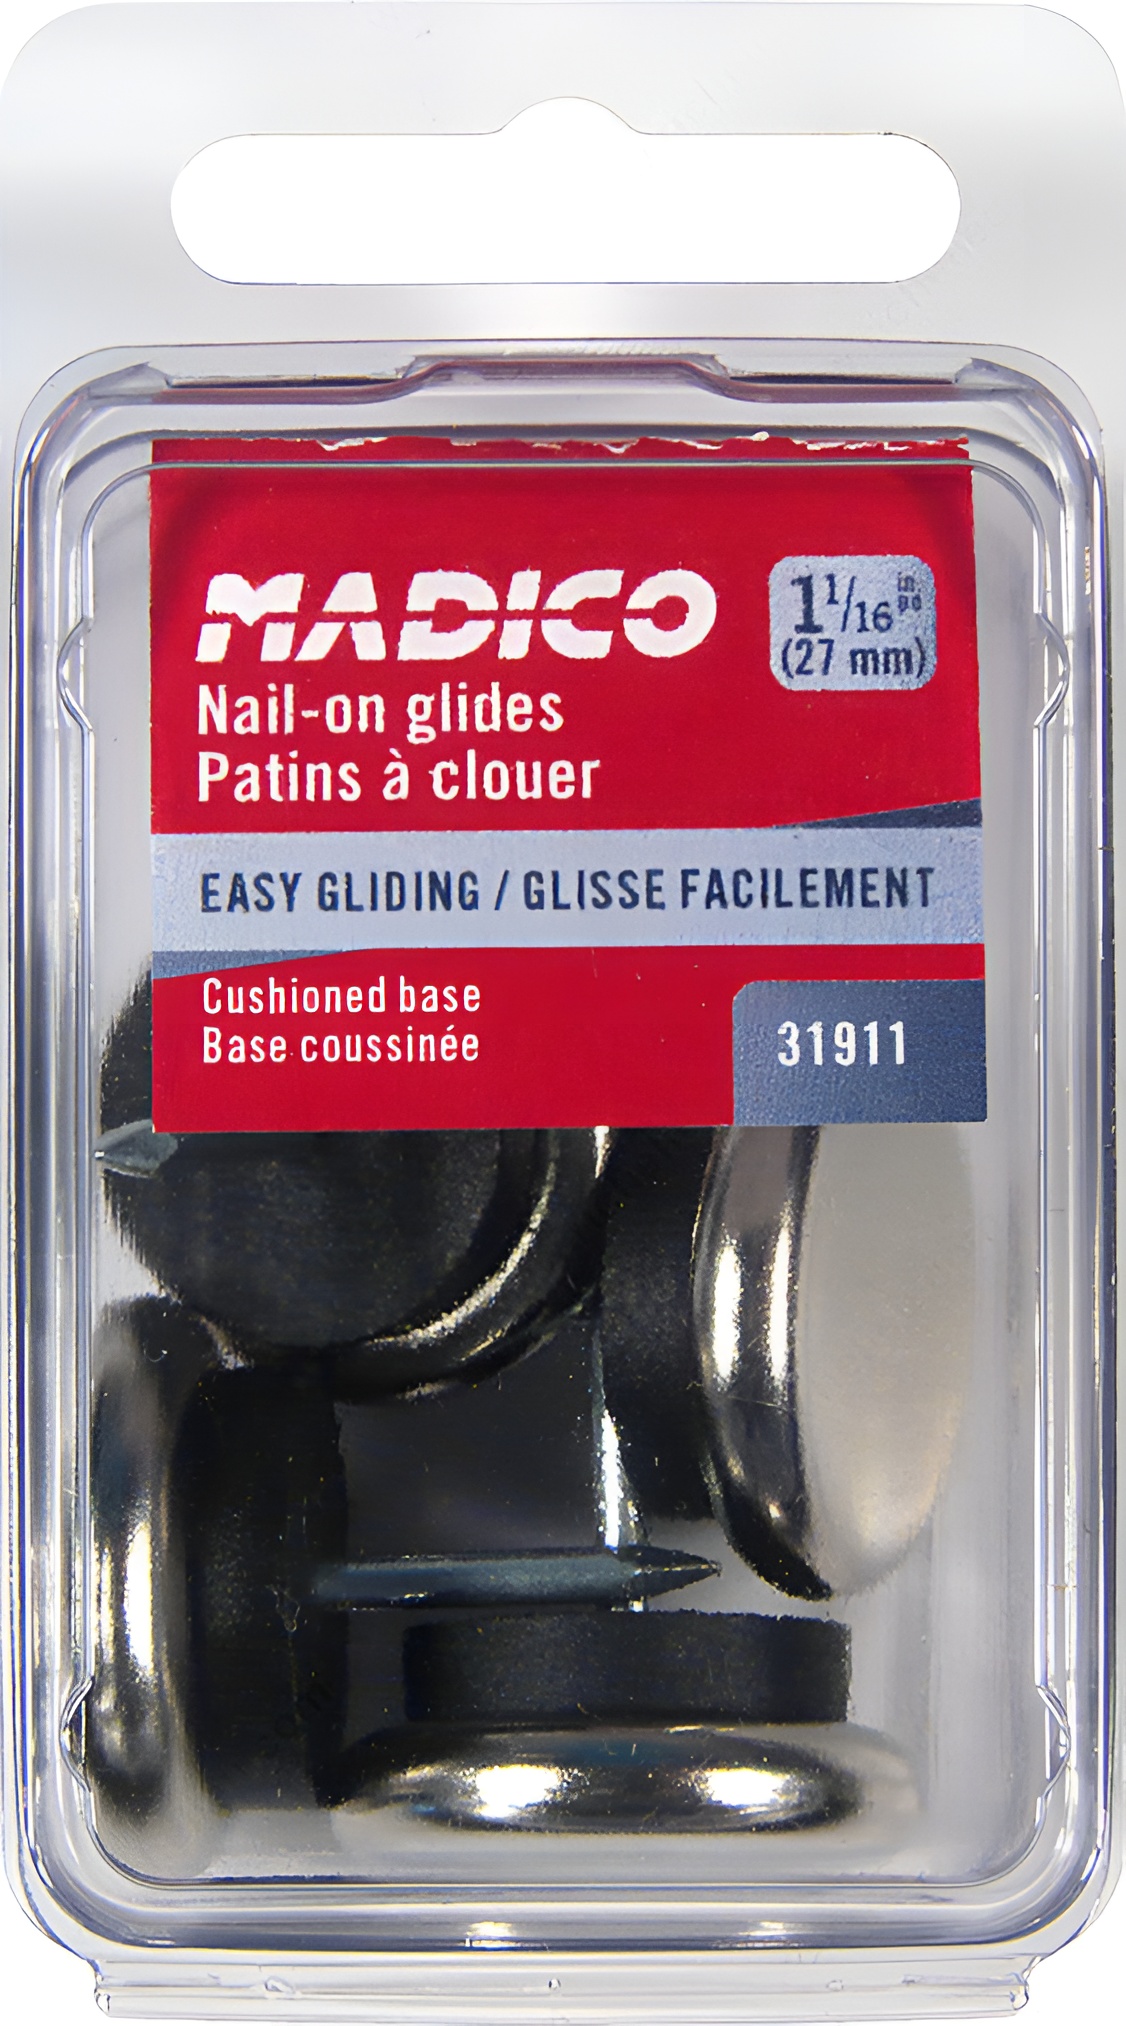 MADICO
1 1/16 in. po
(27 mm)
Nail-on glides
Patins à clouer
EASY GLIDING / GLISSE FACILEMENT
Cushioned base
Base coussinée
31911